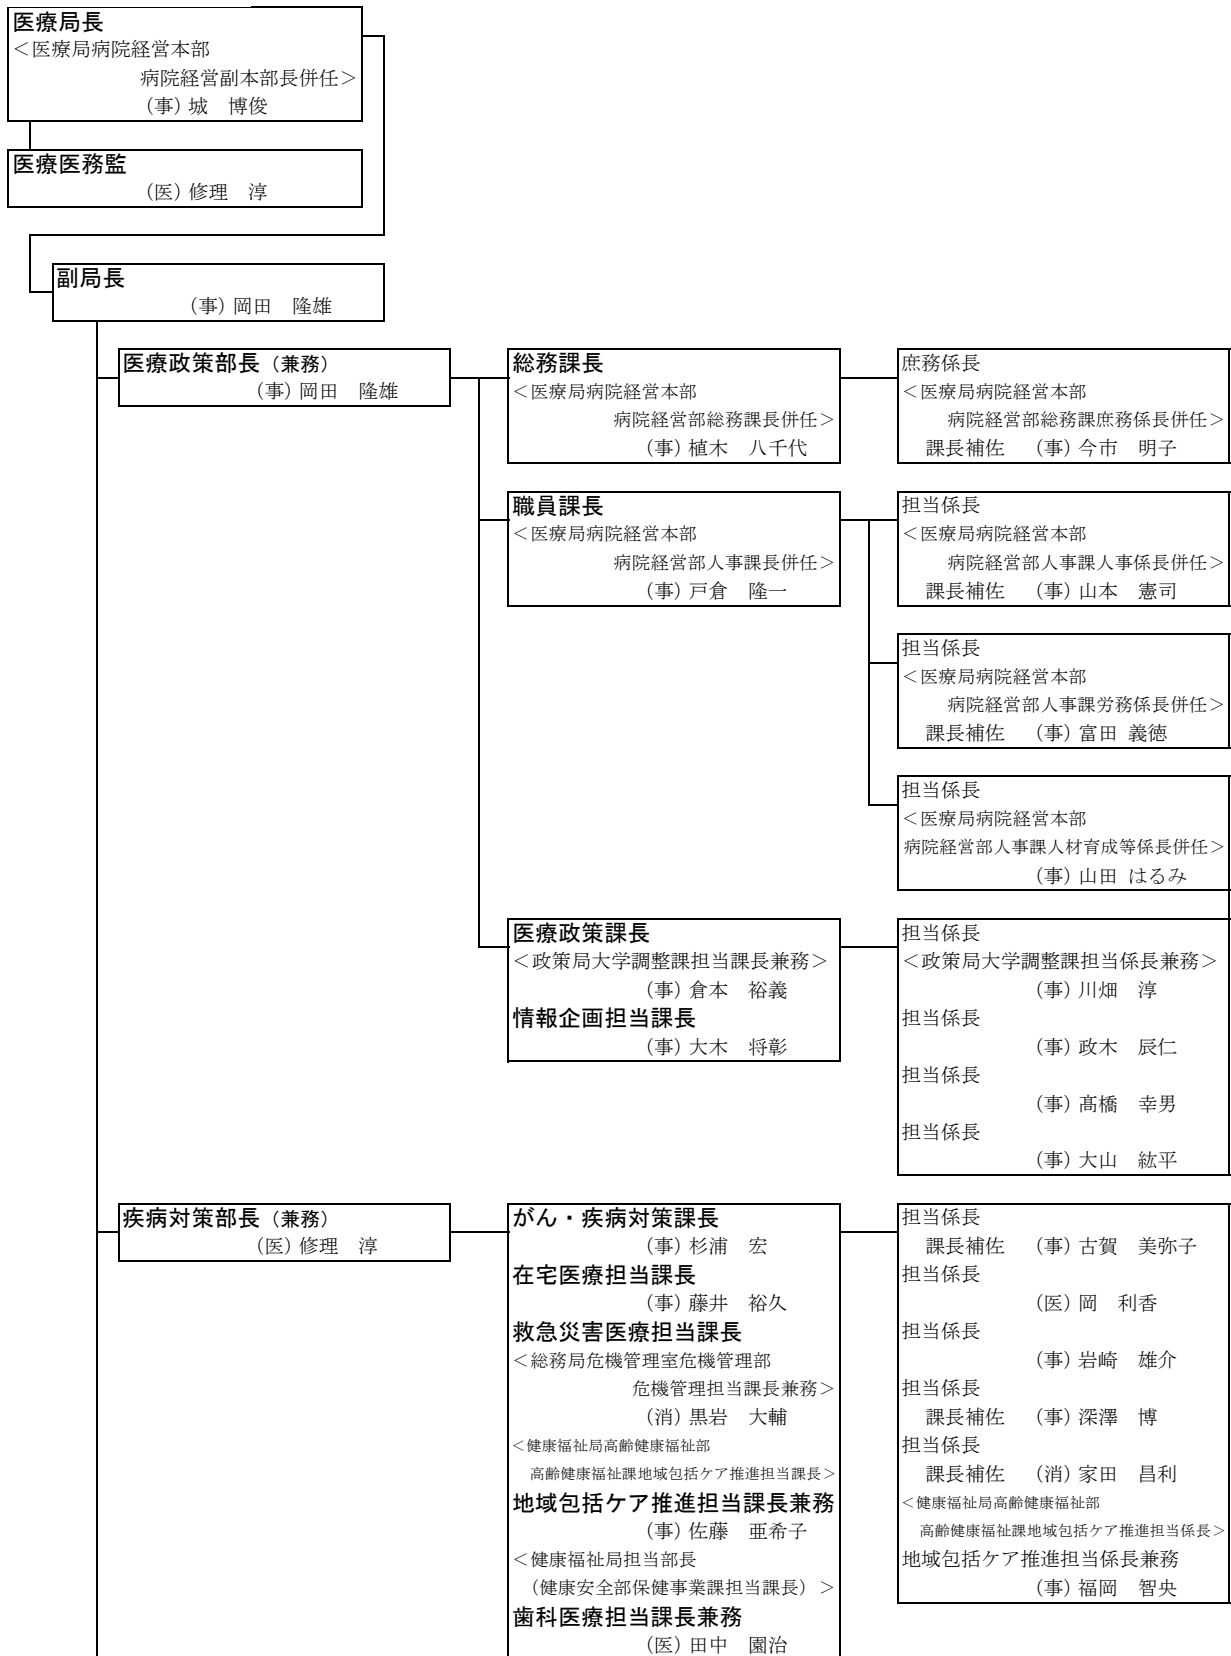 医療局長
＜医療局病院経営本部
病院経営副本部長併任＞
（事）城　博俊
医療医務監
（医）修理　淳
副局長
（事）岡田　隆雄
医療政策部長（兼務）
（事）岡田　隆雄
総務課長
＜医療局病院経営本部
病院経営部総務課長併任＞
（事）植木　八千代
庶務係長
＜医療局病院経営本部
病院経営部総務課庶務係長併任＞
課長補佐　（事）今市　明子
職員課長
＜医療局病院経営本部
病院経営部人事課長併任＞
（事）戸倉　隆一
担当係長
＜医療局病院経営本部
病院経営部人事課人事係長併任＞
課長補佐　（事）山本　憲司
担当係長
＜医療局病院経営本部
病院経営部人事課労務係長併任＞
課長補佐　（事）富田 義徳
担当係長
＜医療局病院経営本部
病院経営部人事課人材育成等係長併任＞
（事）山田 はるみ
医療政策課長
＜政策局大学調整課担当課長兼務＞
（事）倉本　裕義
情報企画担当課長
（事）大木　将彰
担当係長
＜政策局大学調整課担当係長兼務＞
（事）川畑　淳
担当係長
（事）政木　辰仁
担当係長
（事）髙橋　幸男
担当係長
（事）大山　紘平
疾病対策部長（兼務）
（医）修理　淳
がん・疾病対策課長
（事）杉浦　宏
在宅医療担当課長
（事）藤井　裕久
救急災害医療担当課長
＜総務局危機管理室危機管理部
危機管理担当課長兼務＞
（消）黒岩　大輔
＜健康福祉局高齢健康福祉部
高齢健康福祉課地域包括ケア推進担当課長＞
地域包括ケア推進担当課長兼務
（事）佐藤　亜希子
＜健康福祉局担当部長
（健康安全部保健事業課担当課長）＞
歯科医療担当課長兼務
（医）田中　園治
担当係長
課長補佐　（事）古賀　美弥子
担当係長
（医）岡　利香
担当係長
（事）岩崎　雄介
担当係長
課長補佐　（事）深澤　博
担当係長
課長補佐　（消）家田　昌利
＜健康福祉局高齢健康福祉部
高齢健康福祉課地域包括ケア推進担当係長＞
地域包括ケア推進担当係長兼務
（事）福岡　智央